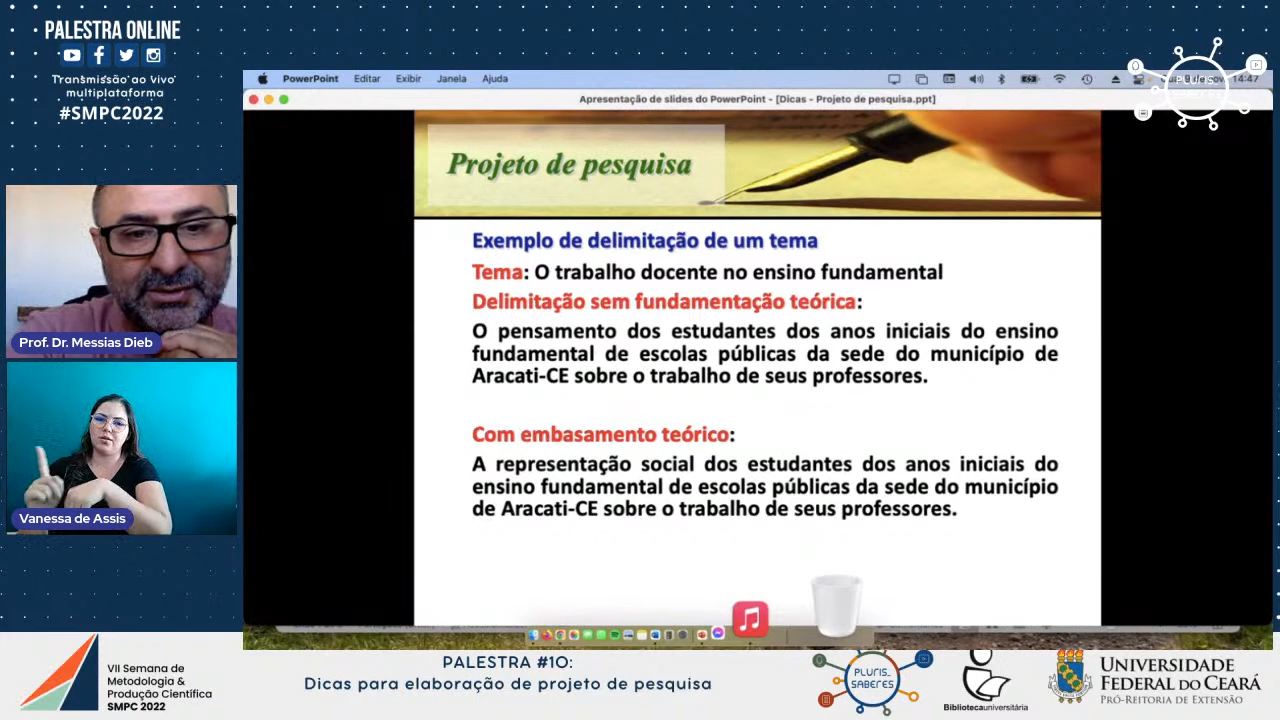 PALESTRA ONLINE
Transmissão ao vivo
multiplataforma
#SMPC2022
PowerPoint Editar Exibir Janela Ajuda
14:47
Apresentação de slides do PowerPoint - [Dicas - Projeto de pesquisa.ppt]
PLURIS_
Projeto de pesquisa
Exemplo de delimitação de um tema
Tema: O trabalho docente no ensino fundamental
Delimitação sem fundamentação teórica:
O pensamento dos estudantes dos anos iniciais do ensino
fundamental de escolas públicas da sede do município de
Aracati-CE sobre o trabalho de seus professores.
Com embasamento teórico:
A representação social dos estudantes dos anos iniciais do
ensino fundamental de escolas públicas da sede do município
de Aracati-CE sobre o trabalho de seus professores.
Prof. Dr. Messias Dieb
Vanessa de Assis
VII Semana de
Metodologia &
Produção Científica
SMPC 2022
PALESTRA #10:
Dicas para elaboração de projeto de pesquisa
PLURIS_
SABERES
Bibliotecauniversitária
UNIVERSIDADE
FEDERAL DO CEARÁ
PRÓ-REITORIA DE EXTENSÃO